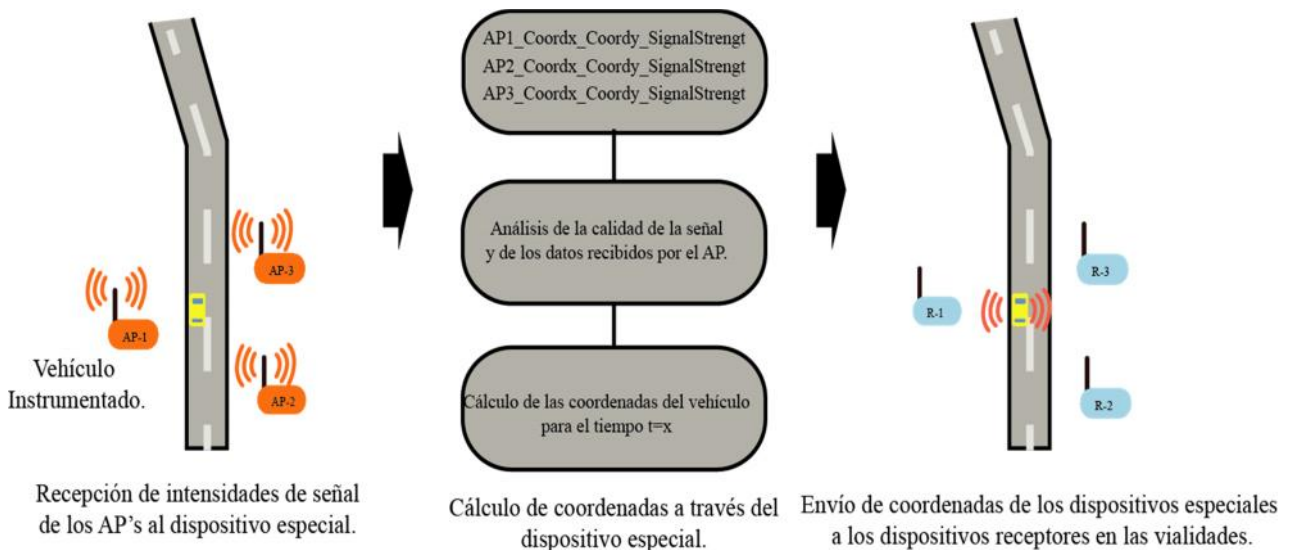 AP-3
AP-1
AP-2
Vehículo
Instrumentado.
Recepción de intensidades de señal
de los AP's al dispositivo especial.
AP1_Coordx_Coordy_SignalStrengt
AP2_Coordx_Coordy_SignalStrengt
AP3_Coordx_Coordy_SignalStrengt
Análisis de la calidad de la señal
y de los datos recibidos por el AP.
Cálculo de las coordenadas del vehículo
para el tiempo t=x
Cálculo de coordenadas a través del
dispositivo especial.
R-3
R-1
R-2
Envío de coordenadas de los dispositivos especiales
a los dispositivos receptores en las vialidades.